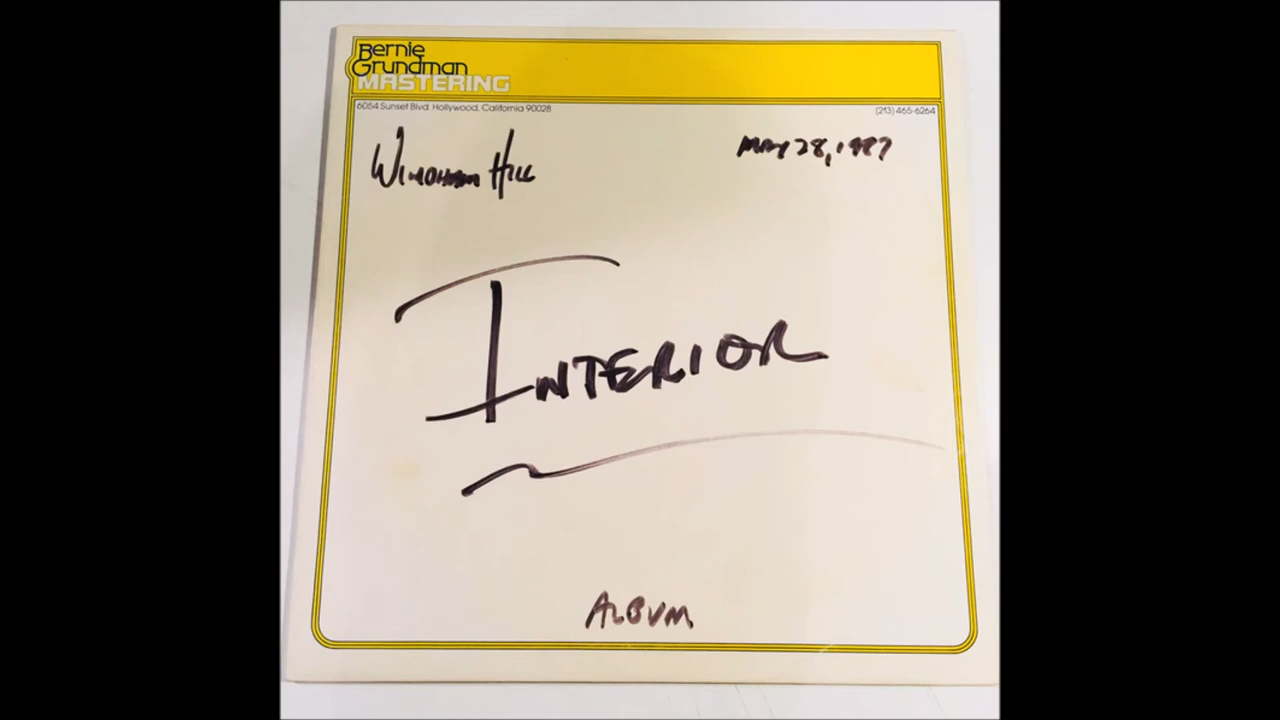 Bernie
Grundman
MASTERING
6054 Sunset Blvd. Hollywood, California 90028 (213) 465-6264
WINDHAM HILL MAY 28, 1987
INTERIOR
ALBUM